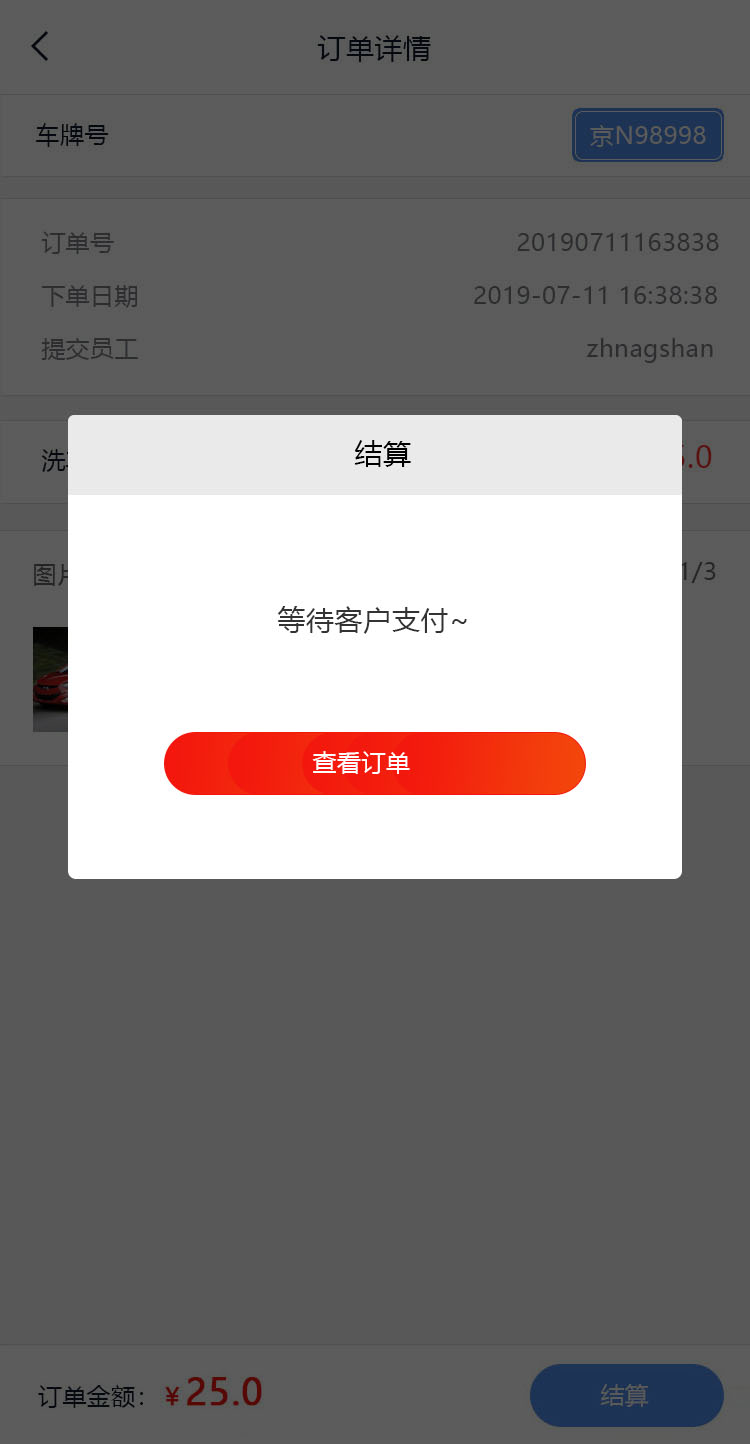 订单详情
车牌号 京N98998
订单号 20190711163838
下单日期 2019-07-11 16:38:38
提交员工 zhnagshan
结算
洗 5.0
图片 1/3
等待客户支付~
查看订单
订单金额： ¥25.0 结算